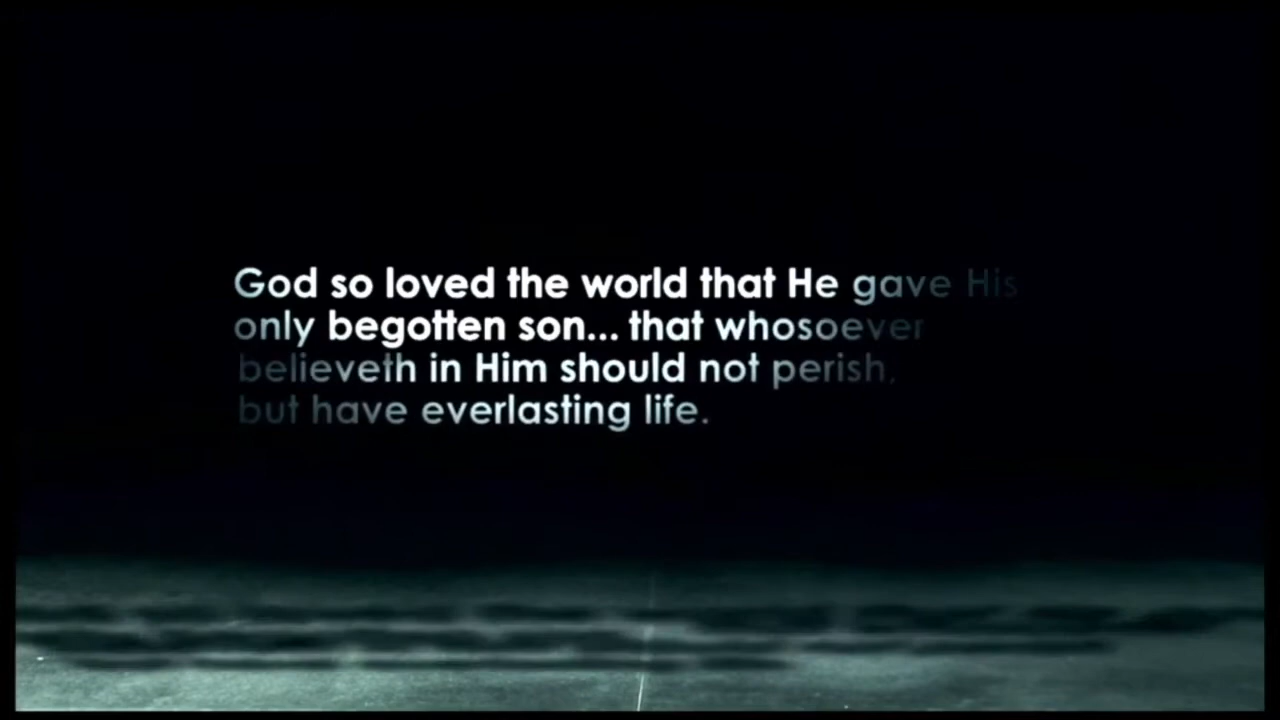 God so loved the world that He gave His
only begotten son... that whosoever
believeth in Him should not perish,
but have everlasting life.